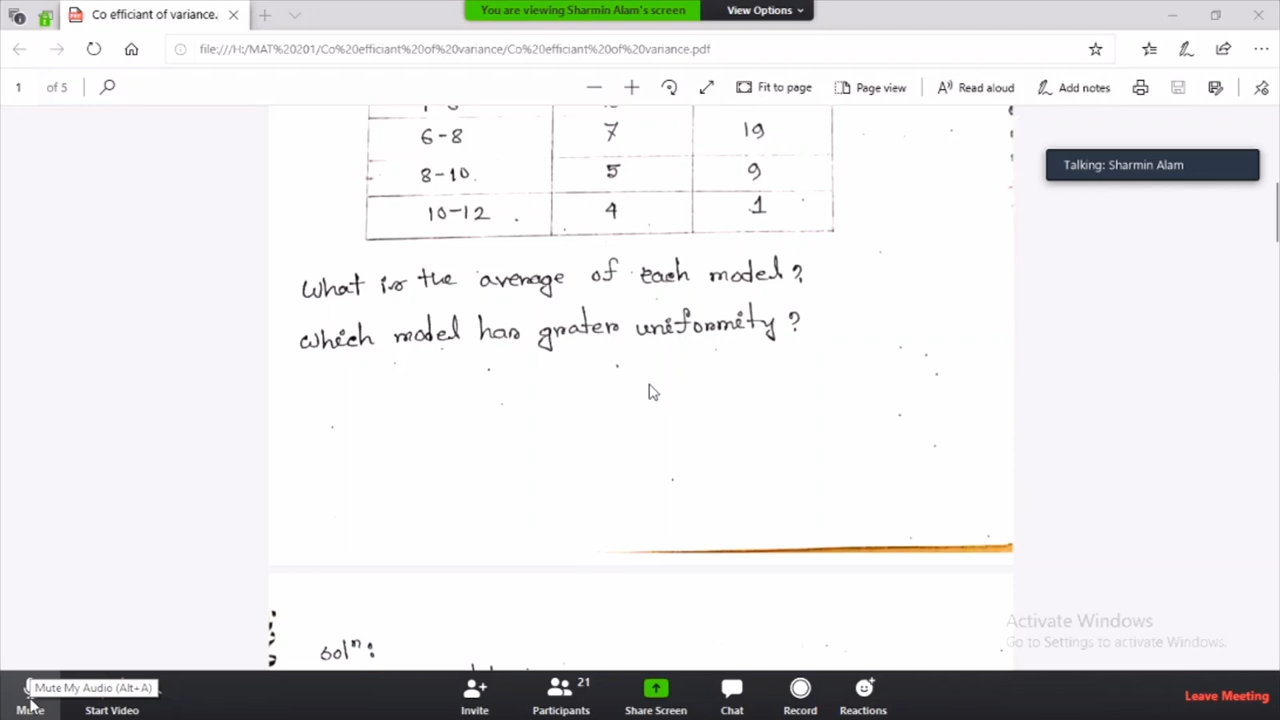 Co efficiant of variance.
You are viewing Sharmin Alam's screen
View Options
file:///H:/MAT%20201/Co%20efficiant%20of%20variance/Co%20efficiant%20of%20variance.pdf
1 of 5
Fit to page
Page view
Read aloud
Add notes
Talking: Sharmin Alam
6-8 7 19
8-10 5 9
10-12 4 1
What is the average of each model?
Which model has grater uniformity?
Activate Windows
Go to Settings to activate Windows.
Solⁿ:
Mute My Audio (Alt+A)
21
Mute
Start Video
Invite
Participants
Share Screen
Chat
Record
Reactions
Leave Meeting